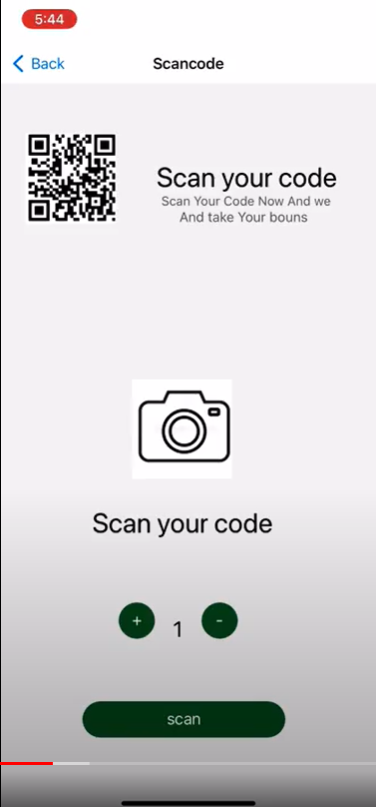 5:44
Back
Scancode
Scan your code
Scan Your Code Now And we
And take Your bouns
Scan your code
+ 1 -
scan